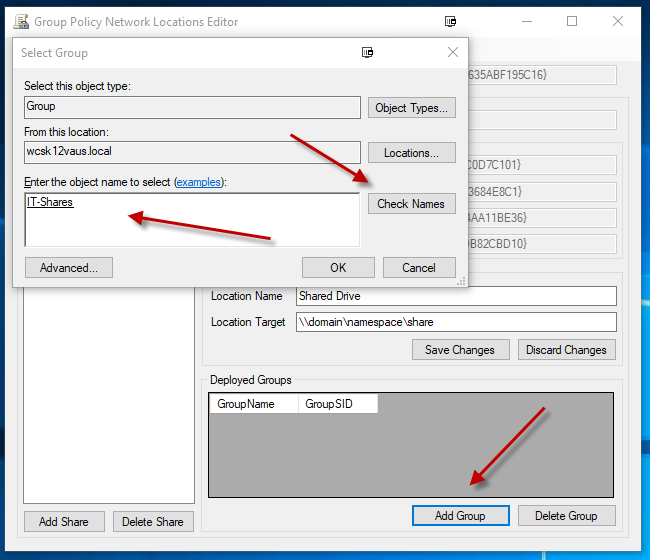 Group Policy Network Locations Editor
Select Group
Select this object type:
Group
Object Types...
From this location:
wcsk12vaus.local
Locations...
Enter the object name to select (examples):
IT-Shares
Check Names
Advanced...
OK
Cancel
635ABF195C16}
C0D7C101}
3684E8C1}
4AA11BE36}
DB82CBD10}
Location Name
Shared Drive
Location Target
\\domain\namespace\share
Save Changes
Discard Changes
Deployed Groups
GroupName
GroupSID
Add Share
Delete Share
Add Group
Delete Group